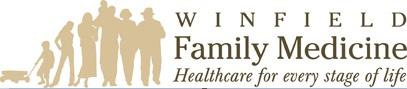 WINFIELD
Family Medicine
Healthcare for every stage of life